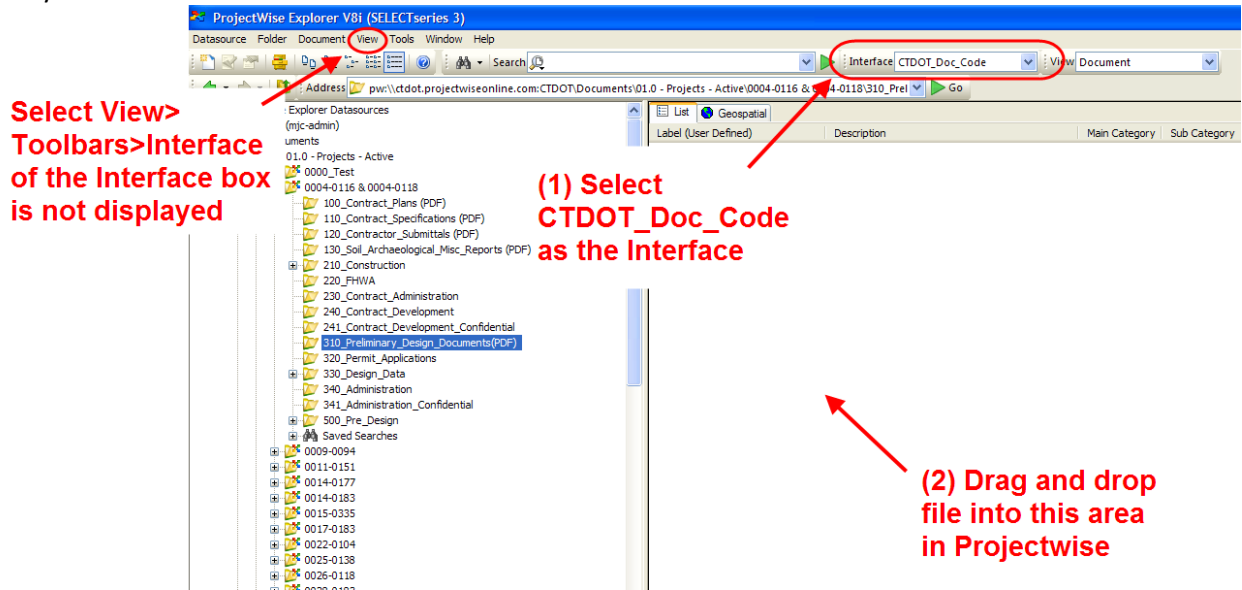 ProjectWise Explorer V8i (SELECTseries 3)
Datasource Folder Document View Tools Window Help
Search
Interface CTDOT_Doc_Code
View Document
Address pw:\\ctdot.projectwiseonline.com:CTDOT\Documents\01.0 - Projects - Active\0004-0116 & 0004-0118\310_Prel Go
Select View>
Toolbars>Interface
of the Interface box
is not displayed
Explorer Datasources
(mjc-admin)
uments
01.0 - Projects - Active
0000_Test
0004-0116 & 0004-0118
100_Contract_Plans (PDF)
110_Contract_Specifications (PDF)
120_Contractor_Submittals (PDF)
130_Soil_Archaeological_Misc_Reports (PDF)
210_Construction
220_FHWA
230_Contract_Administration
240_Contract_Development
241_Contract_Development_Confidential
310_Preliminary_Design_Documents(PDF)
320_Permit_Applications
330_Design_Data
340_Administration
341_Administration_Confidential
500_Pre_Design
Saved Searches
0009-0094
0011-0151
0014-0177
0014-0183
0015-0335
0017-0183
0022-0104
0025-0138
0026-0118
List Geospatial
Label (User Defined) Description Main Category Sub Category
(1) Select
CTDOT_Doc_Code
as the Interface
(2) Drag and drop
file into this area
in Projectwise